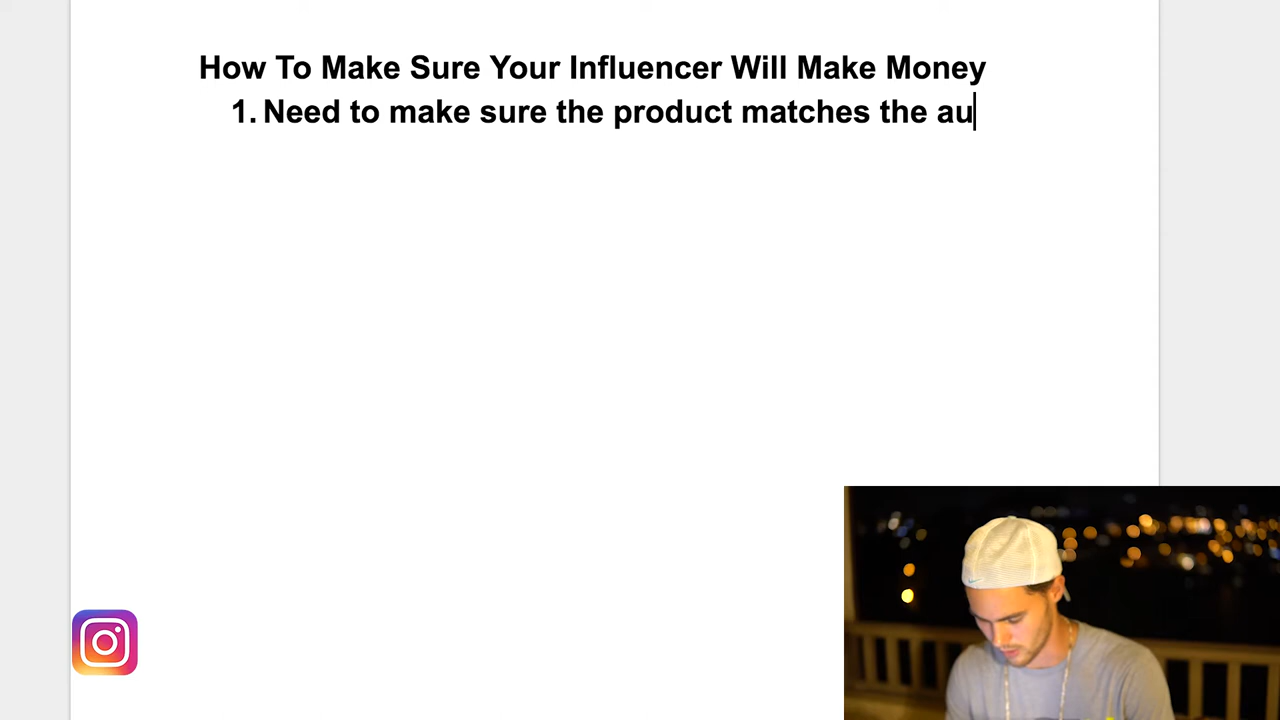 How To Make Sure Your Influencer Will Make Money
1. Need to make sure the product matches the au